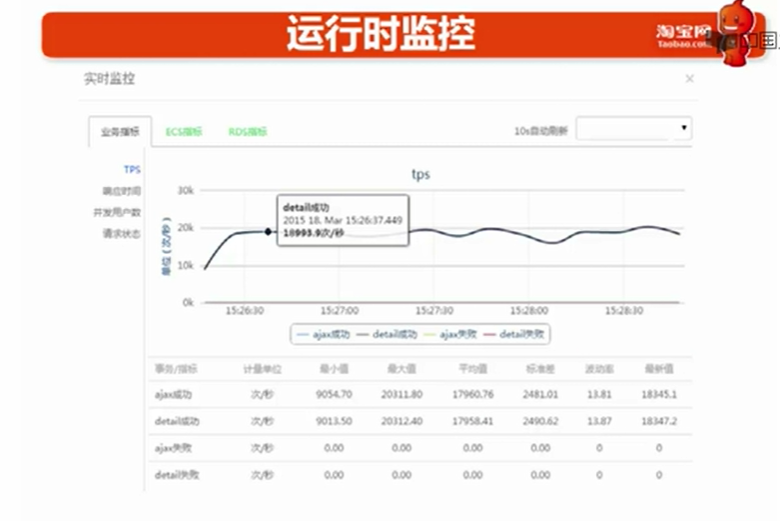 运行时监控
淘宝网
Taobao.com
中国
实时监控 ×
业务指标 ECS指标 RDS指标 10s自动刷新
TPS
响应时间
并发用户数
请求状态
tps
单位 (次/秒)
30k
20k
10k
0k
detail成功
2015 18. Mar 15:26:37.449
18993.9次/秒
15:26:30 15:27:00 15:27:30 15:28:00 15:28:30
ajax成功 detail成功 ajax失败 detail失败
事务/指标 计量单位 最小值 最大值 平均值 标准差 波动率 最新值
ajax成功 次/秒 9054.70 20311.80 17960.76 2481.01 13.81 18345.1
detail成功 次/秒 9013.50 20312.40 17958.41 2490.62 13.87 18347.2
ajax失败 次/秒 0.00 0.00 0.00 0.00 0 0
detail失败 次/秒 0.00 0.00 0.00 0.00 0 0